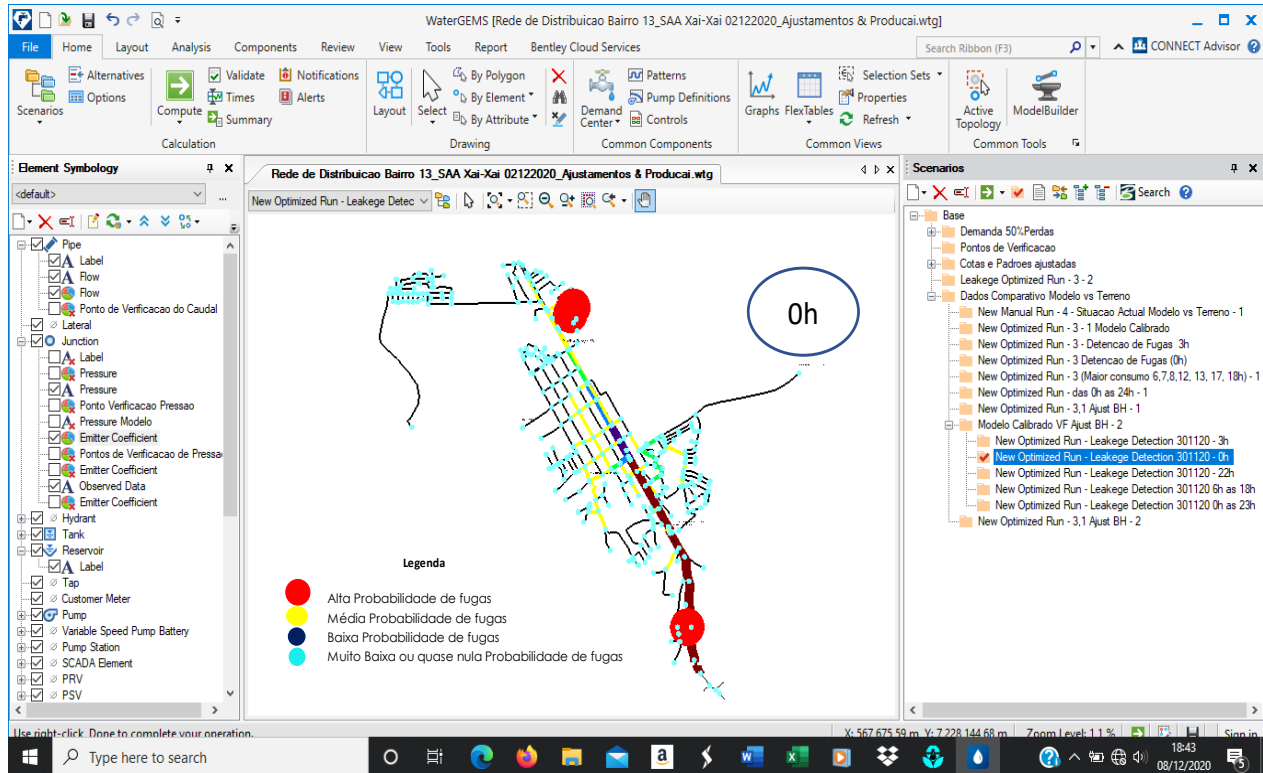 WaterGEMS [Rede de Distribuicao Bairro 13_SAA Xai-Xai 02122020_Ajustamentos & Producai.wtg]
File Home Layout Analysis Components Review View Tools Report Bentley Cloud Services Search Ribbon (F3) CONNECT Advisor
Scenarios
Alternatives
Options
Compute
Validate
Times
Summary
Notifications
Alerts
Calculation
Layout
Select
By Polygon
By Element
By Attribute
Drawing
Demand Center
Patterns
Pump Definitions
Controls
Common Components
Graphs
FlexTables
Selection Sets
Properties
Refresh
Common Views
Active Topology
ModelBuilder
Common Tools
Element Symbology
<default>
...
Pipe
Label
Flow
Flow
Ponto de Verificacao do Caudal
Lateral
Junction
Label
Pressure
Pressure
Ponto Verificacao Pressao
Pressure Modelo
Emitter Coefficient
Pontos de Verificacao de Pressa
Emitter Coefficient
Observed Data
Emitter Coefficient
Hydrant
Tank
Reservoir
Label
Tap
Customer Meter
Pump
Variable Speed Pump Battery
Pump Station
SCADA Element
PRV
PSV
Rede de Distribuicao Bairro 13_SAA Xai-Xai 02122020_Ajustamentos & Producai.wtg
New Optimized Run - Leakege Detec
0h
Legenda
Alta Probabilidade de fugas
Média Probabilidade de fugas
Baixa Probabilidade de fugas
Muito Baixa ou quase nula Probabilidade de fugas
Scenarios
Search
Base
Demanda 50%Perdas
Pontos de Verificacao
Cotas e Padroes ajustadas
Leakege Optimized Run - 3 - 2
Dados Comparativo Modelo vs Terreno
New Manual Run - 4 - Situacao Actual Modelo vs Terreno - 1
New Optimized Run - 3 - 1 Modelo Calibrado
New Optimized Run - 3 - Detencao de Fugas 3h
New Optimized Run - 3 Detencao de Fugas (0h)
New Optimized Run - 3 (Maior consumo 6,7,8,12, 13, 17, 18h) - 1
New Optimized Run - das 0h as 24h - 1
New Optimized Run - 3,1 Ajust BH - 1
Modelo Calibrado VF Ajust BH - 2
New Optimized Run - Leakege Detection 301120 - 3h
New Optimized Run - Leakege Detection 301120 - 0h
New Optimized Run - Leakege Detection 301120 - 22h
New Optimized Run - Leakege Detection 301120 6h as 18h
New Optimized Run - Leakege Detection 301120 0h as 23h
New Optimized Run - 3,1 Ajust BH - 2
Use right-click. Done to complete your operation. X: 567 675,59 m, Y: 7 228 144,68 m Zoom Level: 1,1 % Sign in
Type here to search
18:43
08/12/2020
5